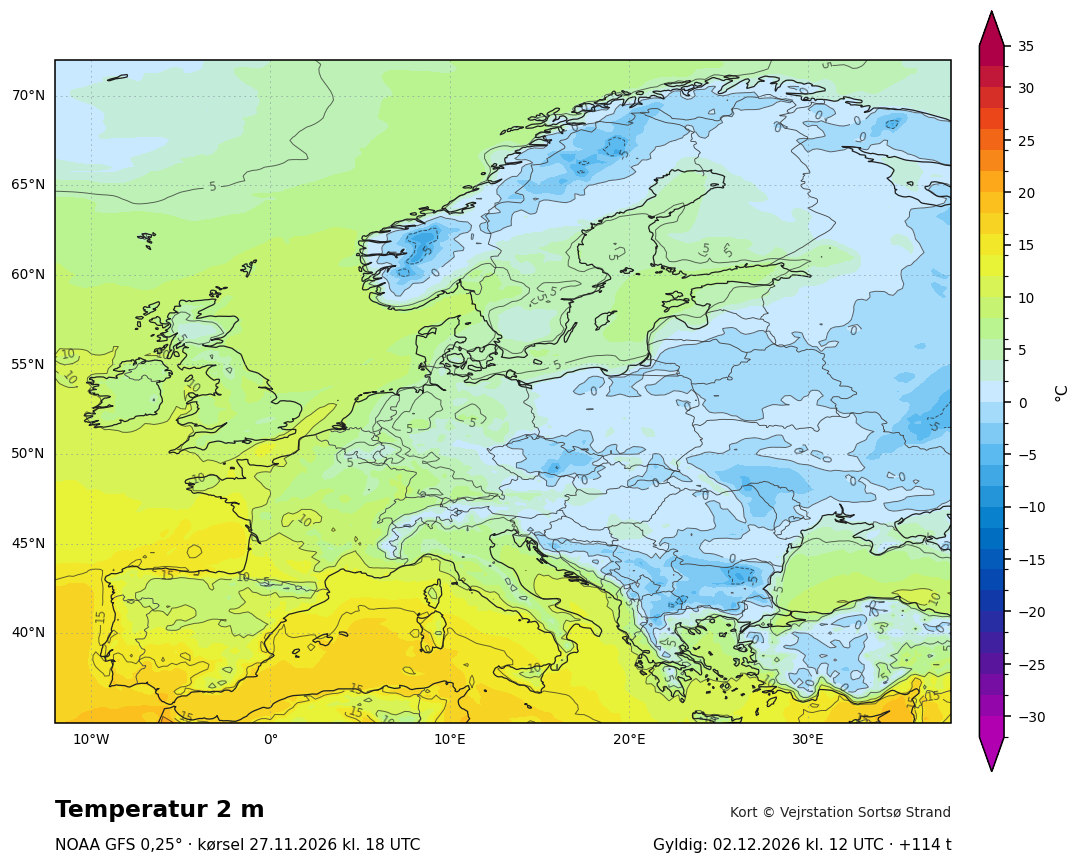 70°N
65°N
60°N
55°N
50°N
45°N
40°N
10°W
0°
10°E
20°E
30°E
35
30
25
20
15
10
5
0
−5
−10
−15
−20
−25
−30
°C
Temperatur 2 m
Kort © Vejrstation Sortsø Strand
NOAA GFS 0,25° · kørsel 27.11.2026 kl. 18 UTC
Gyldig: 02.12.2026 kl. 12 UTC · +114 t